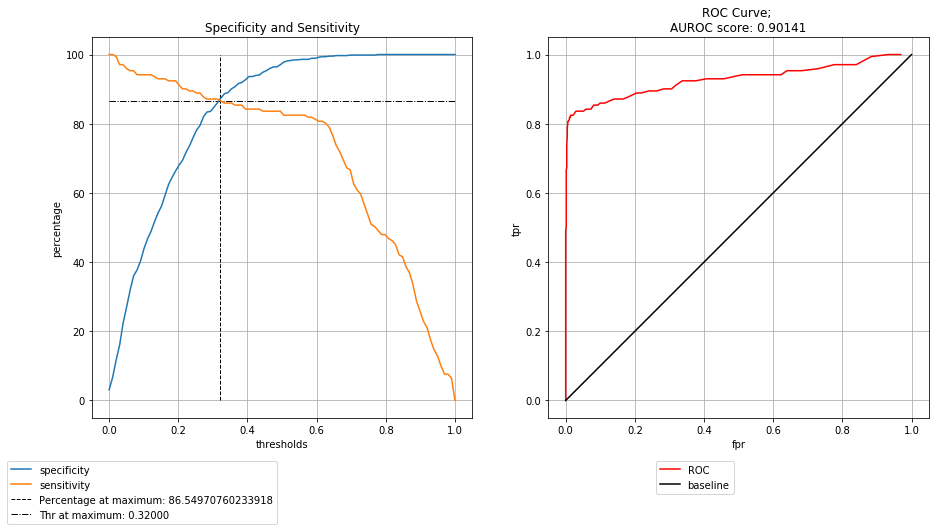 Specificity and Sensitivity
percentage
100
80
60
40
20
0
0.0 0.2 0.4 0.6 0.8 1.0
thresholds
specificity
sensitivity
Percentage at maximum: 86.54970760233918
Thr at maximum: 0.32000
ROC Curve;
AUROC score: 0.90141
tpr
1.0
0.8
0.6
0.4
0.2
0.0
0.0 0.2 0.4 0.6 0.8 1.0
fpr
ROC
baseline